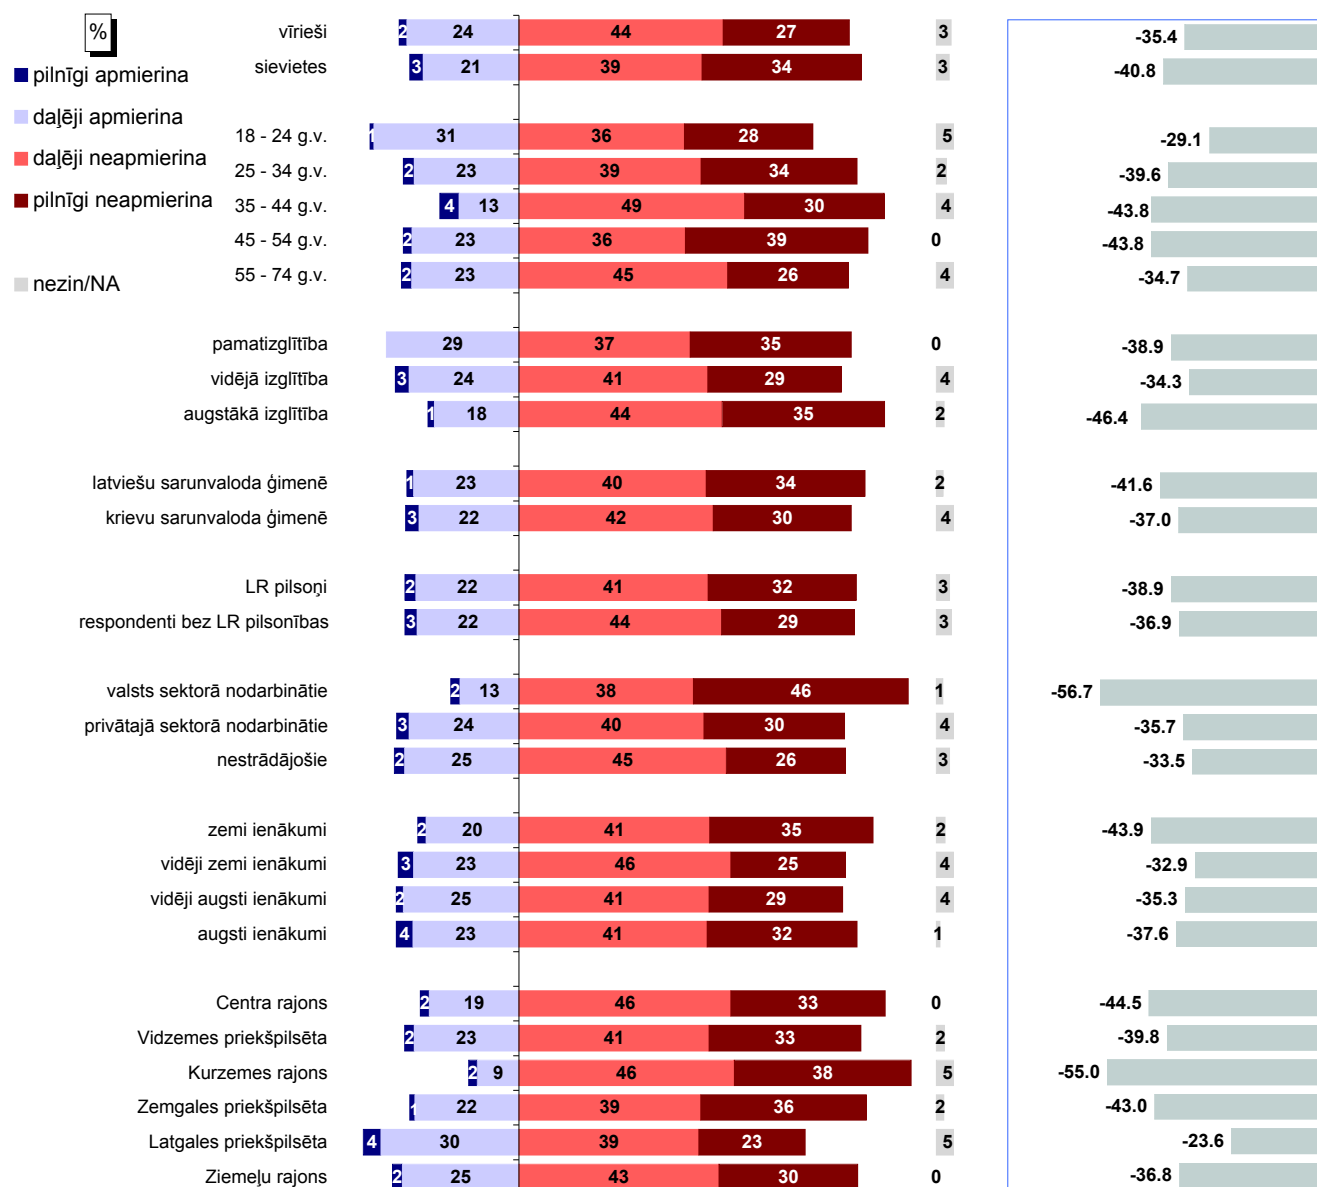 %
pilnīgi apmierina
daļēji apmierina
daļēji neapmierina
pilnīgi neapmierina
nezin/NA
vīrieši 2 24 44 27 3 -35.4
sievietes 3 21 39 34 3 -40.8
18 - 24 g.v. 1 31 36 28 5 -29.1
25 - 34 g.v. 2 23 39 34 2 -39.6
35 - 44 g.v. 4 13 49 30 4 -43.8
45 - 54 g.v. 2 23 36 39 0 -43.8
55 - 74 g.v. 2 23 45 26 4 -34.7
pamatizglītība 29 37 35 0 -38.9
vidējā izglītība 3 24 41 29 4 -34.3
augstākā izglītība 1 18 44 35 2 -46.4
latviešu sarunvaloda ģimenē 1 23 40 34 2 -41.6
krievu sarunvaloda ģimenē 3 22 42 30 4 -37.0
LR pilsoņi 2 22 41 32 3 -38.9
respondenti bez LR pilsonības 3 22 44 29 3 -36.9
valsts sektorā nodarbinātie 2 13 38 46 1 -56.7
privātajā sektorā nodarbinātie 3 24 40 30 4 -35.7
nestrādājošie 2 25 45 26 3 -33.5
zemi ienākumi 2 20 41 35 2 -43.9
vidēji zemi ienākumi 3 23 46 25 4 -32.9
vidēji augsti ienākumi 2 25 41 29 4 -35.3
augsti ienākumi 4 23 41 32 1 -37.6
Centra rajons 2 19 46 33 0 -44.5
Vidzemes priekšpilsēta 2 23 41 33 2 -39.8
Kurzemes rajons 2 9 46 38 5 -55.0
Zemgales priekšpilsēta 1 22 39 36 2 -43.0
Latgales priekšpilsēta 4 30 39 23 5 -23.6
Ziemeļu rajons 2 25 43 30 0 -36.8